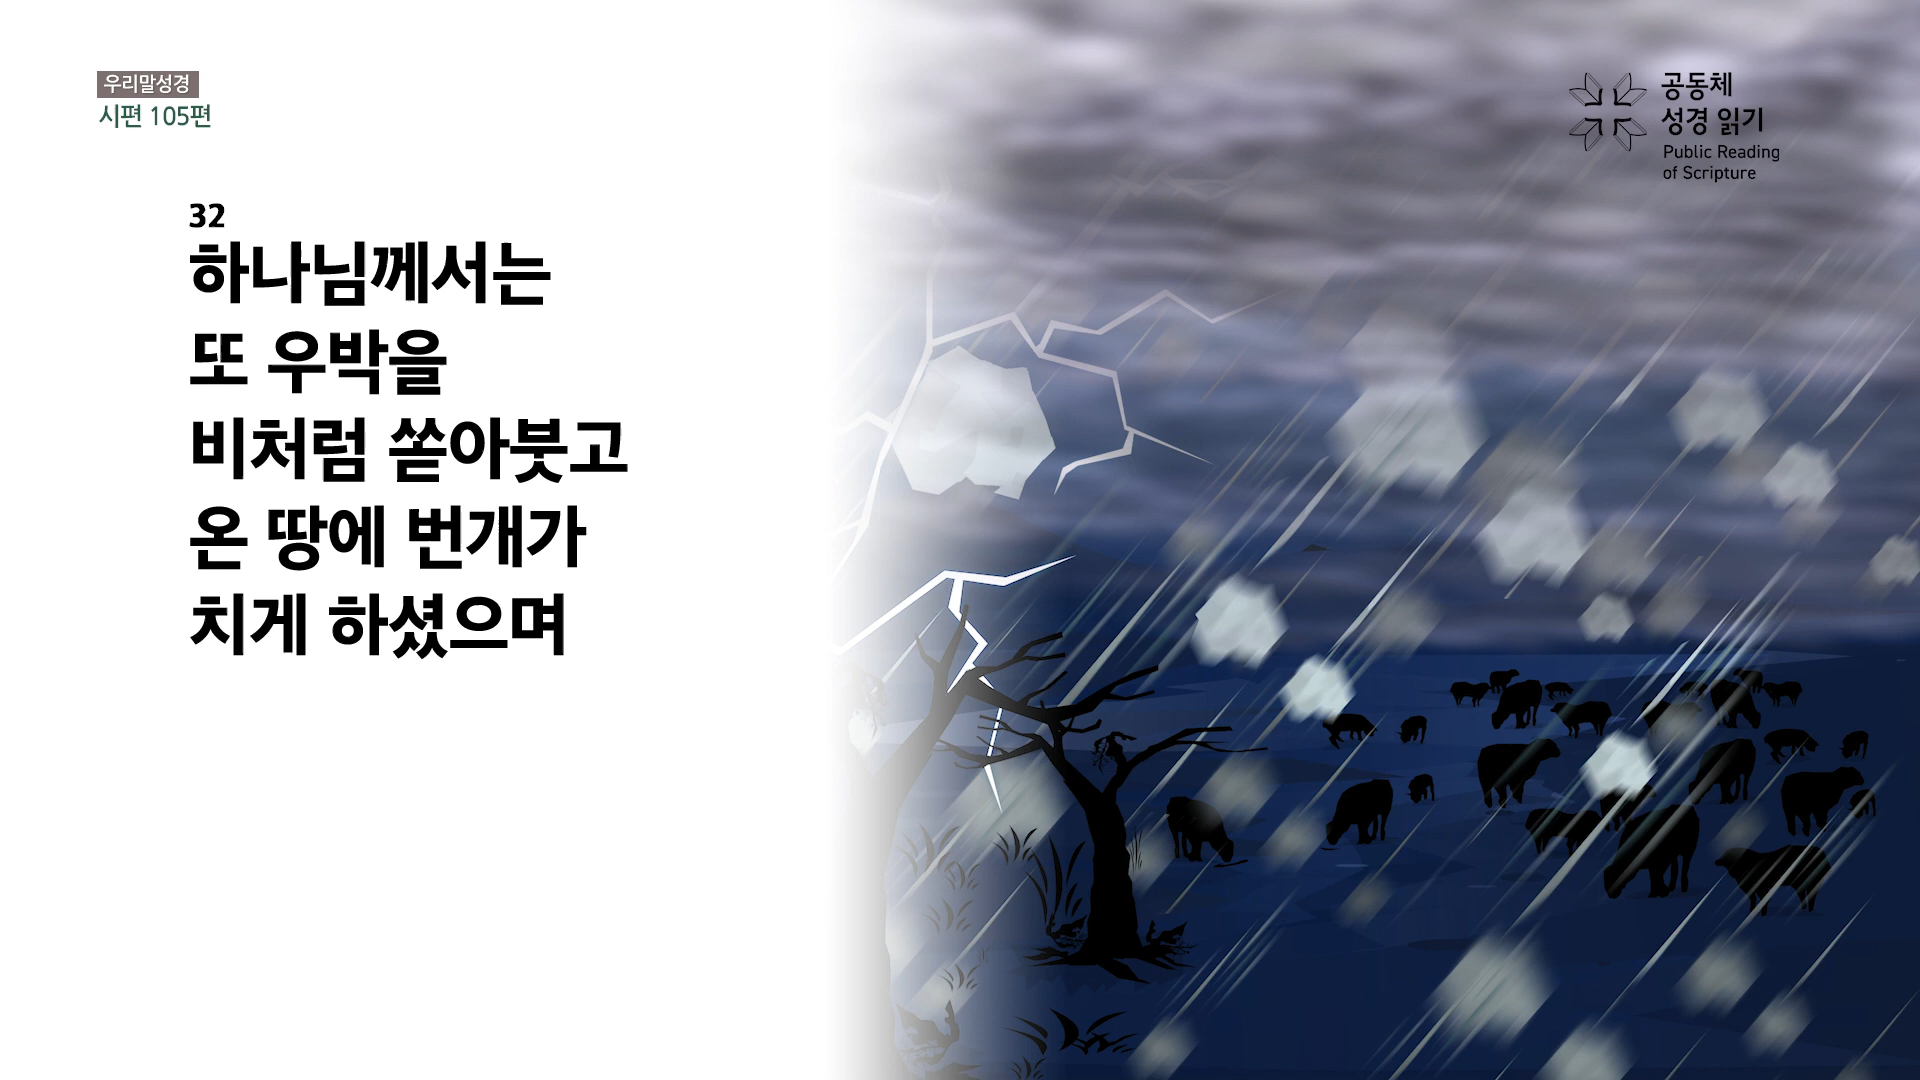 우리말성경
시편 105편
공동체
성경 읽기
Public Reading
of Scripture
32
하나님께서는
또 우박을
비처럼 쏟아붓고
온 땅에 번개가
치게 하셨으며